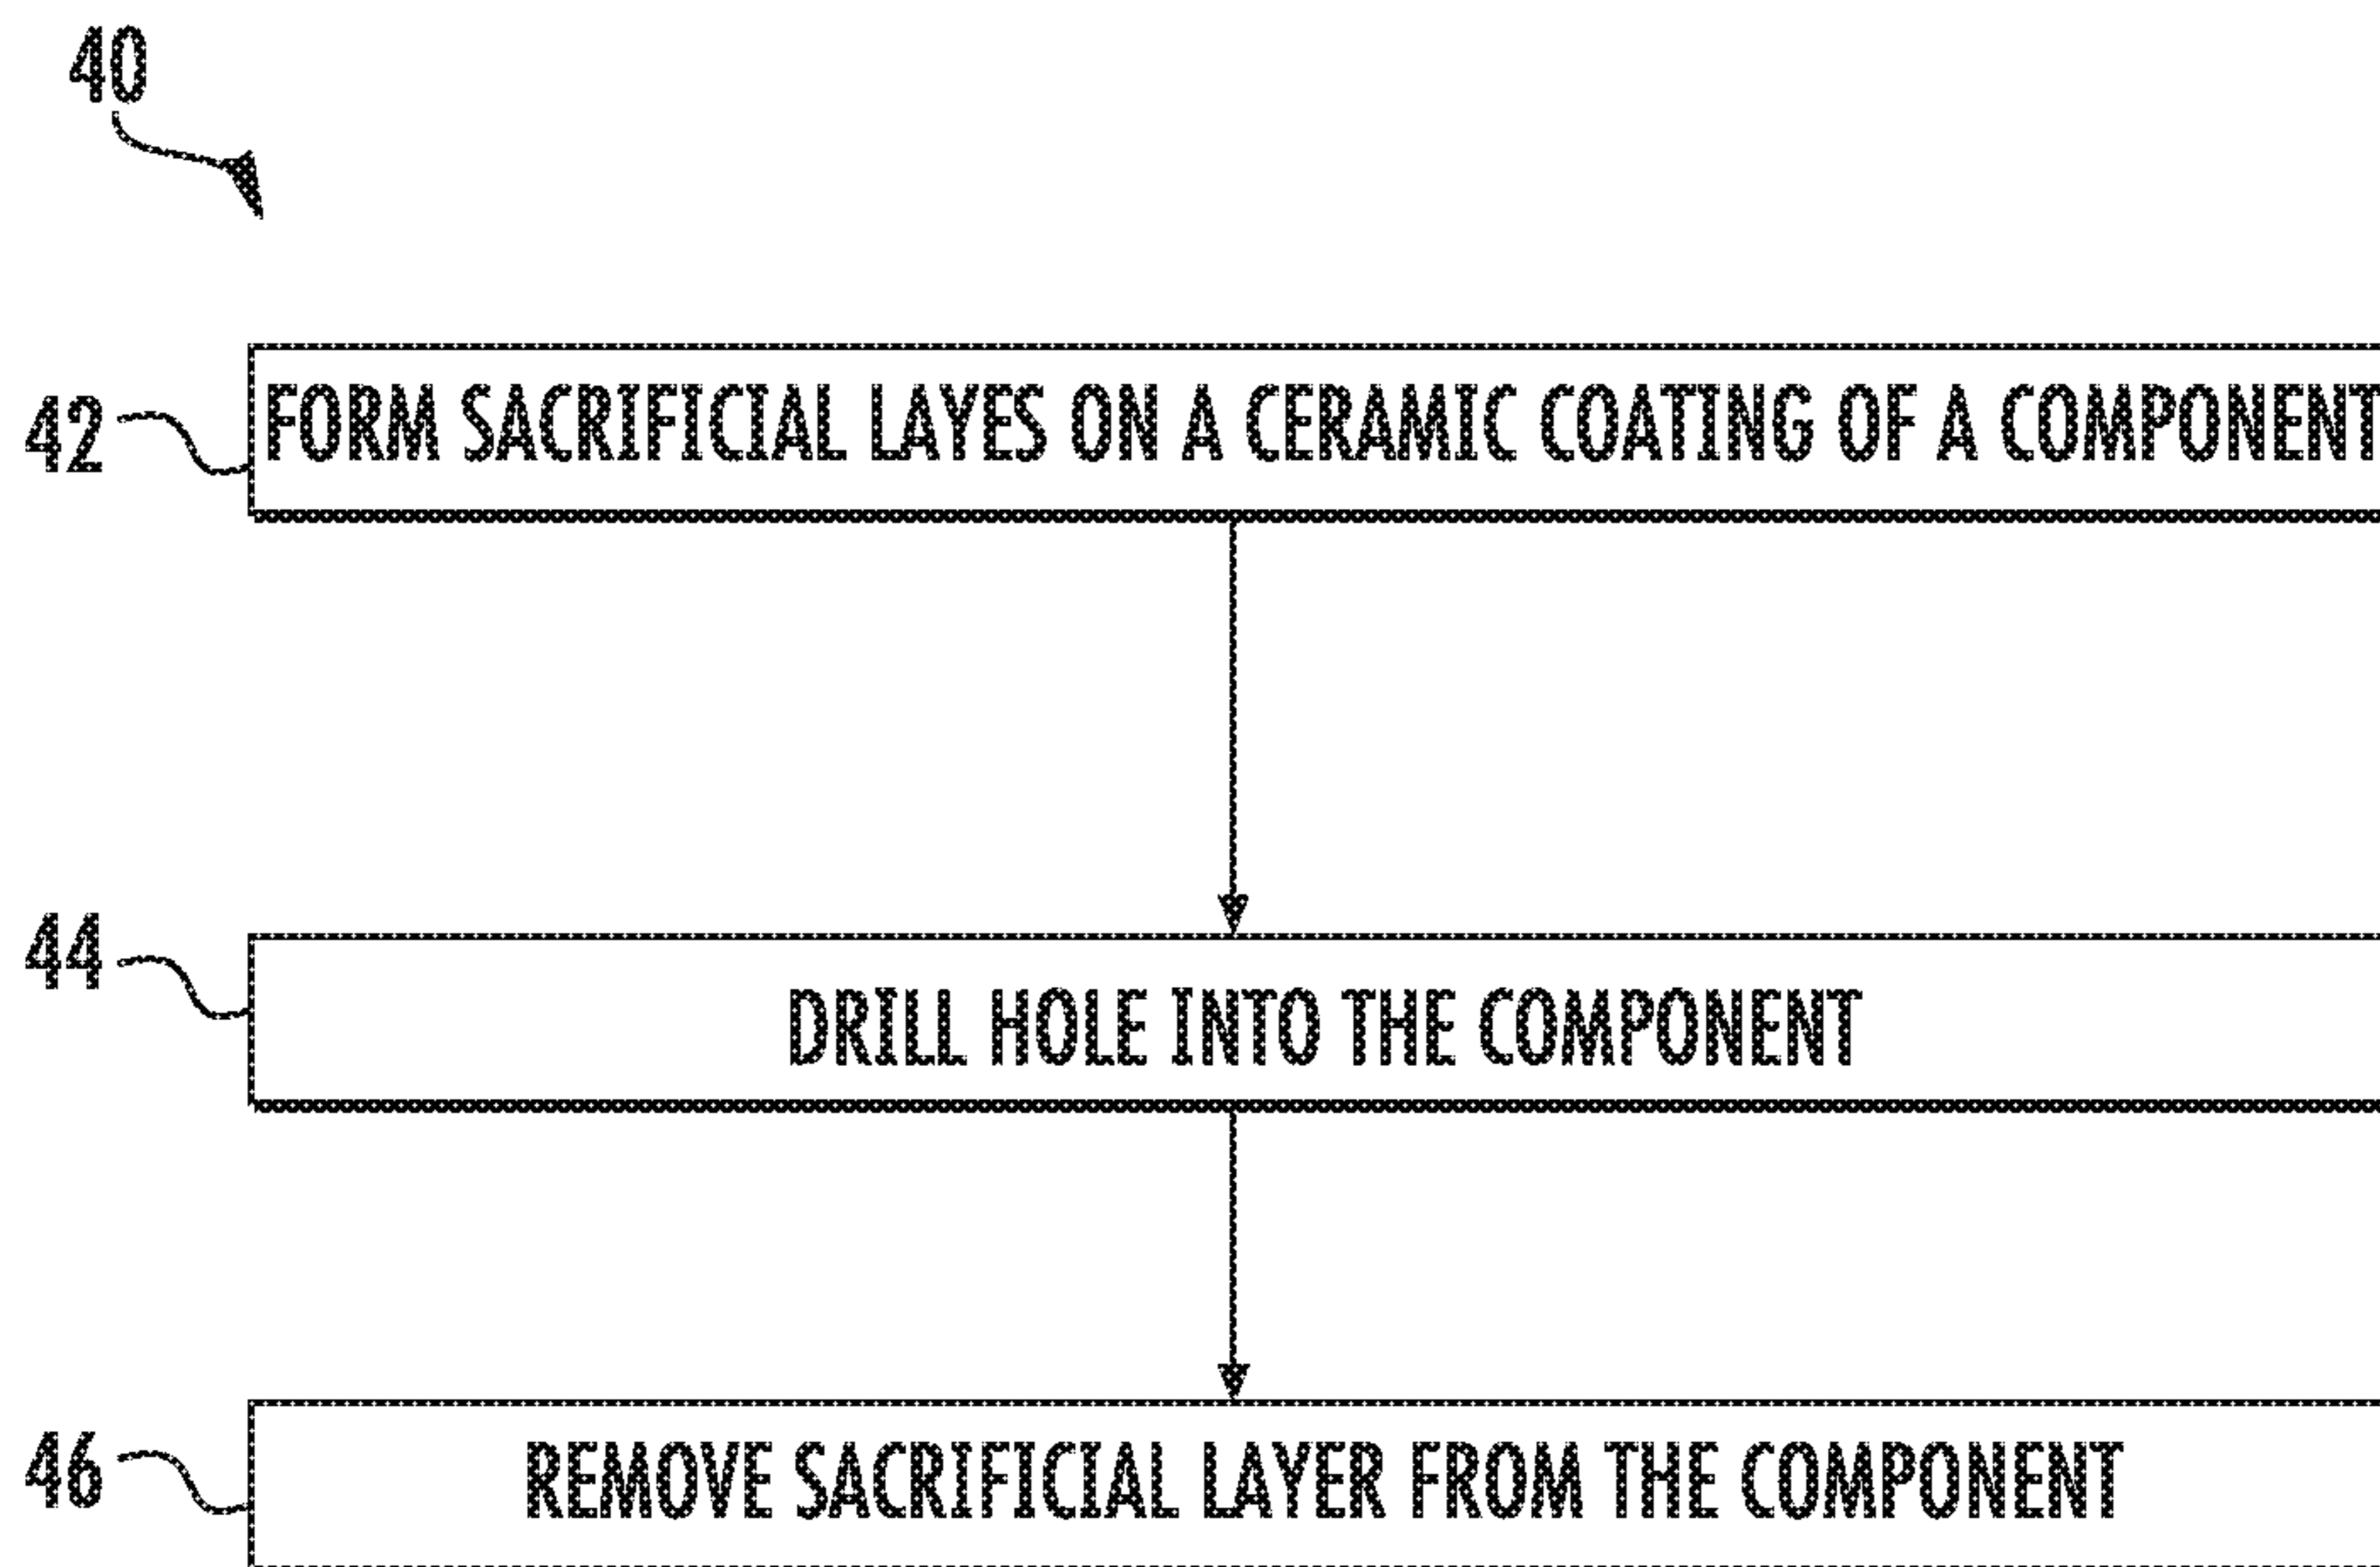 40
42 FORM SACRIFICIAL LAYES ON A CERAMIC COATING OF A COMPONENT
44 DRILL HOLE INTO THE COMPONENT
46 REMOVE SACRIFICIAL LAYER FROM THE COMPONENT